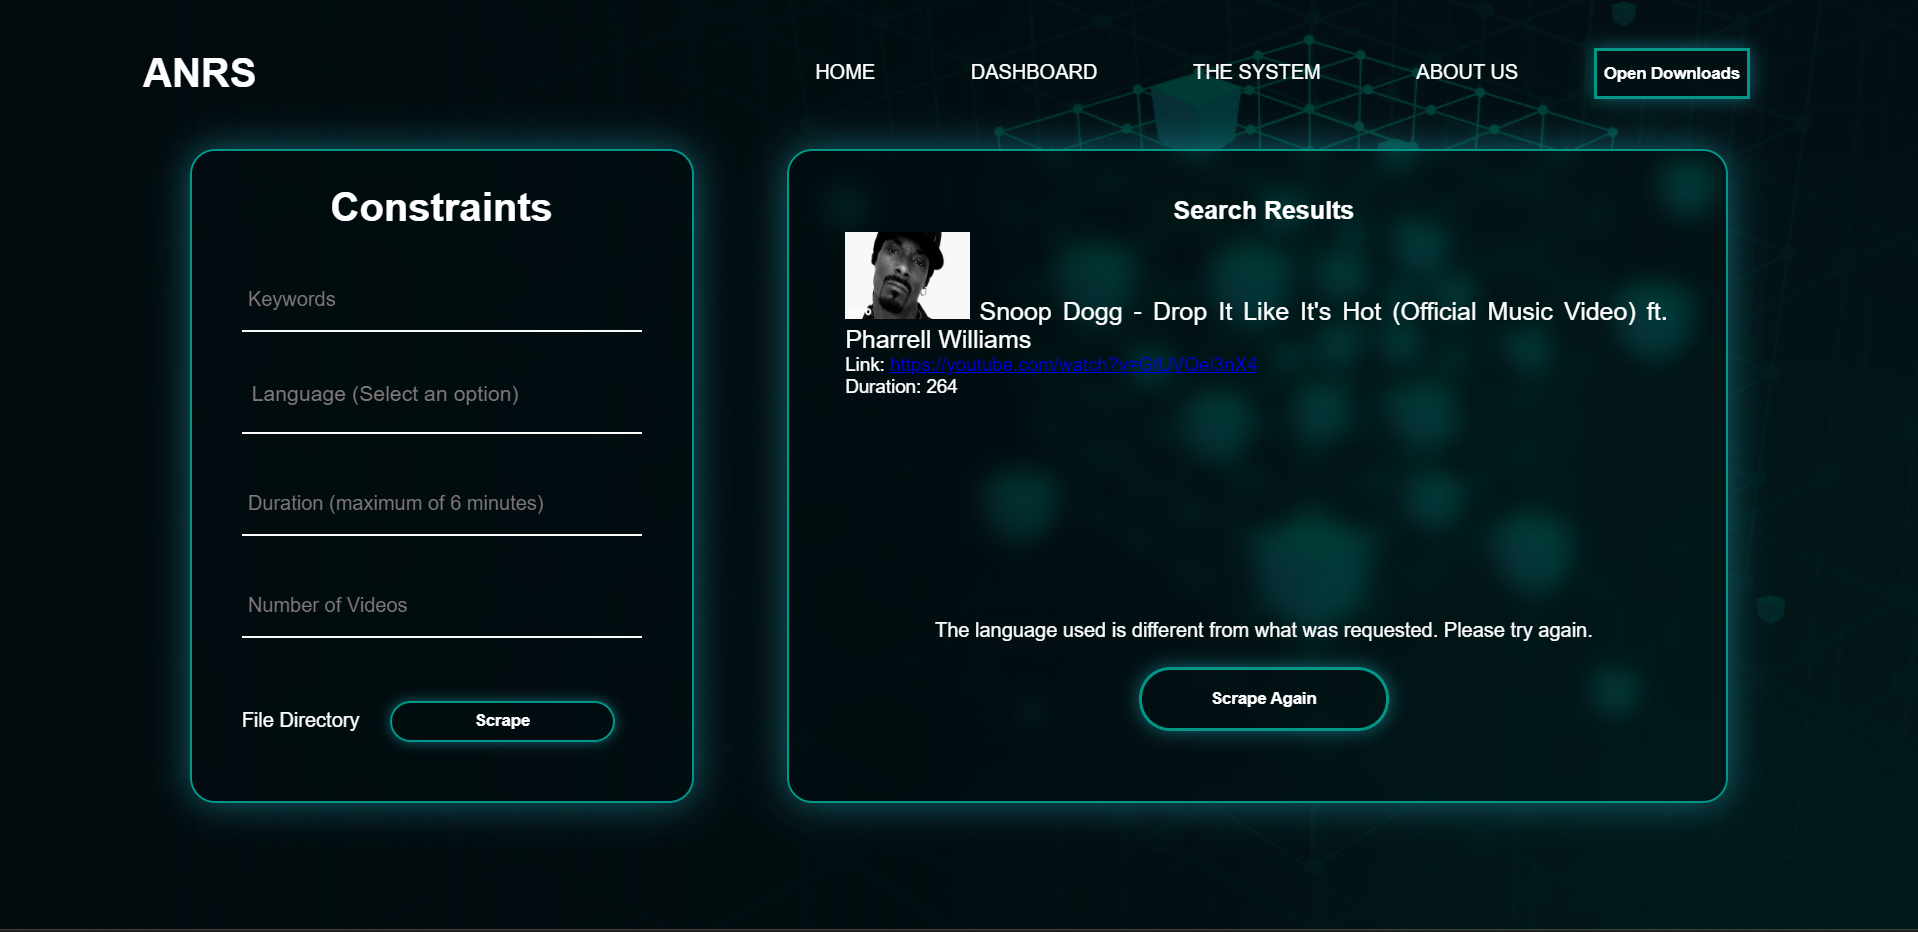 ANRS
HOME
DASHBOARD
THE SYSTEM
ABOUT US
Open Downloads
Constraints
Keywords
Language (Select an option)
Duration (maximum of 6 minutes)
Number of Videos
File Directory
Scrape
Search Results
Snoop Dogg - Drop It Like It's Hot (Official Music Video) ft.
Pharrell Williams
Link: https://youtube.com/watch?v=GtUVQei3nX4
Duration: 264
The language used is different from what was requested. Please try again.
Scrape Again